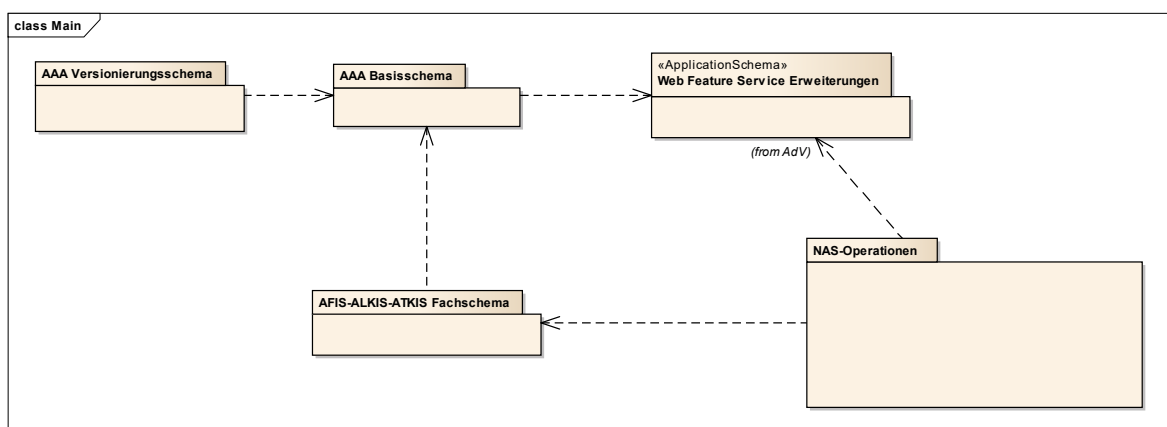 class Main
AAA Versionierungsschema
AAA Basisschema
«ApplicationSchema»
Web Feature Service Erweiterungen
(from AdV)
NAS-Operationen
AFIS-ALKIS-ATKIS Fachschema